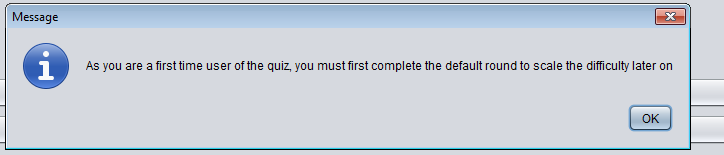 Message
As you are a first time user of the quiz, you must first complete the default round to scale the difficulty later on
OK